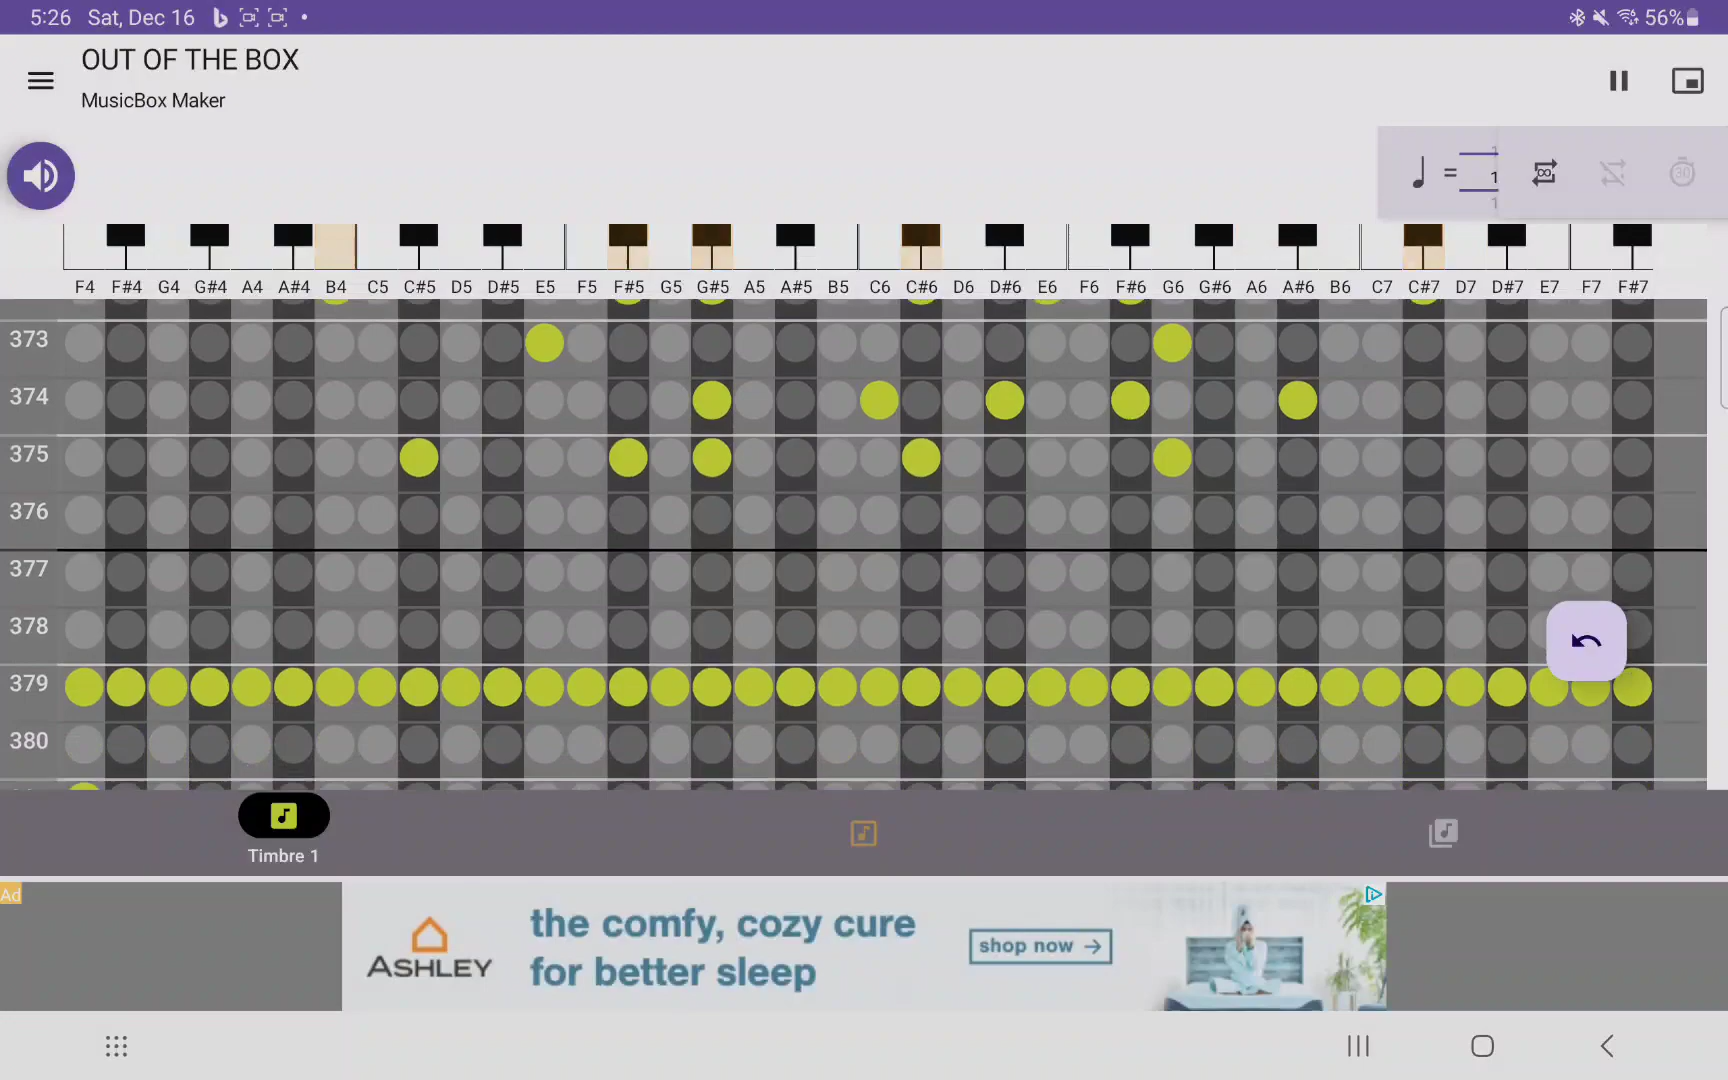 5:26 Sat, Dec 16
56%
OUT OF THE BOX
MusicBox Maker
= 1
30
F4 F#4 G4 G#4 A4 A#4 B4 C5 C#5 D5 D#5 E5 F5 F#5 G5 G#5 A5 A#5 B5 C6 C#6 D6 D#6 E6 F6 F#6 G6 G#6 A6 A#6 B6 C7 C#7 D7 D#7 E7 F7 F#7
373
374
375
376
377
378
379
380
Timbre 1
Ad
ASHLEY
the comfy, cozy cure
for better sleep
shop now →